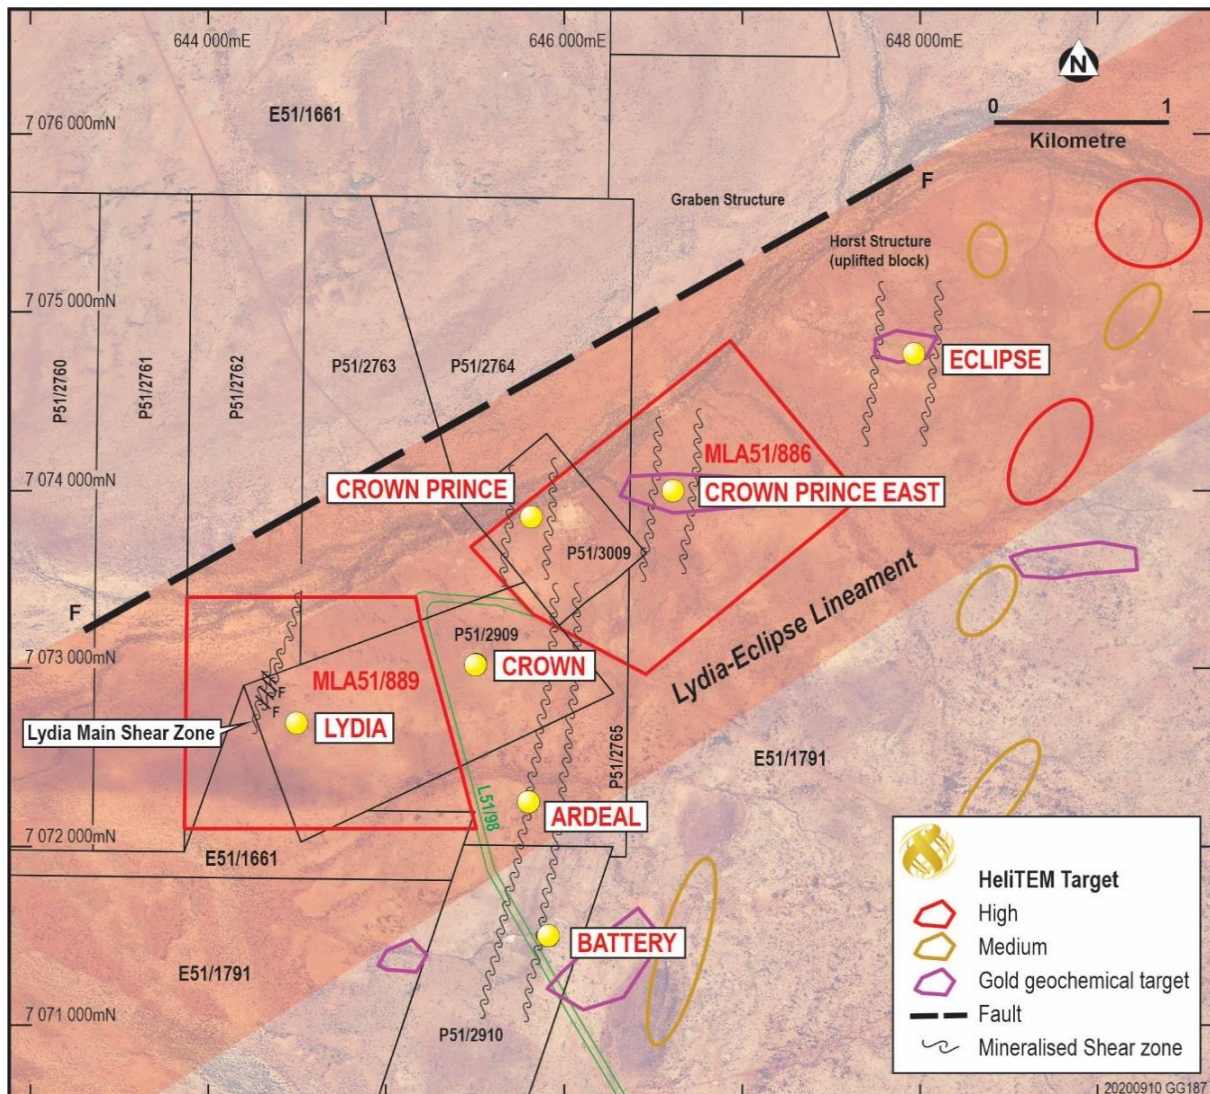 644 000mE
646 000mE
648 000mE
N
0 1
Kilometre
7 076 000mN
E51/1661
F
Graben Structure
Horst Structure
(uplifted block)
7 075 000mN
P51/2760
P51/2761
P51/2762
P51/2763
P51/2764
ECLIPSE
MLA51/886
7 074 000mN
CROWN PRINCE
CROWN PRINCE EAST
P51/3009
F
Lydia-Eclipse Lineament
P51/2909
7 073 000mN
CROWN
MLA51/889
F
F
Lydia Main Shear Zone
LYDIA
P51/2765
E51/1791
L51/98
ARDEAL
7 072 000mN
E51/1661
BATTERY
E51/1791
7 071 000mN
P51/2910
HeliTEM Target
High
Medium
Gold geochemical target
Fault
Mineralised Shear zone
20200910 GG187